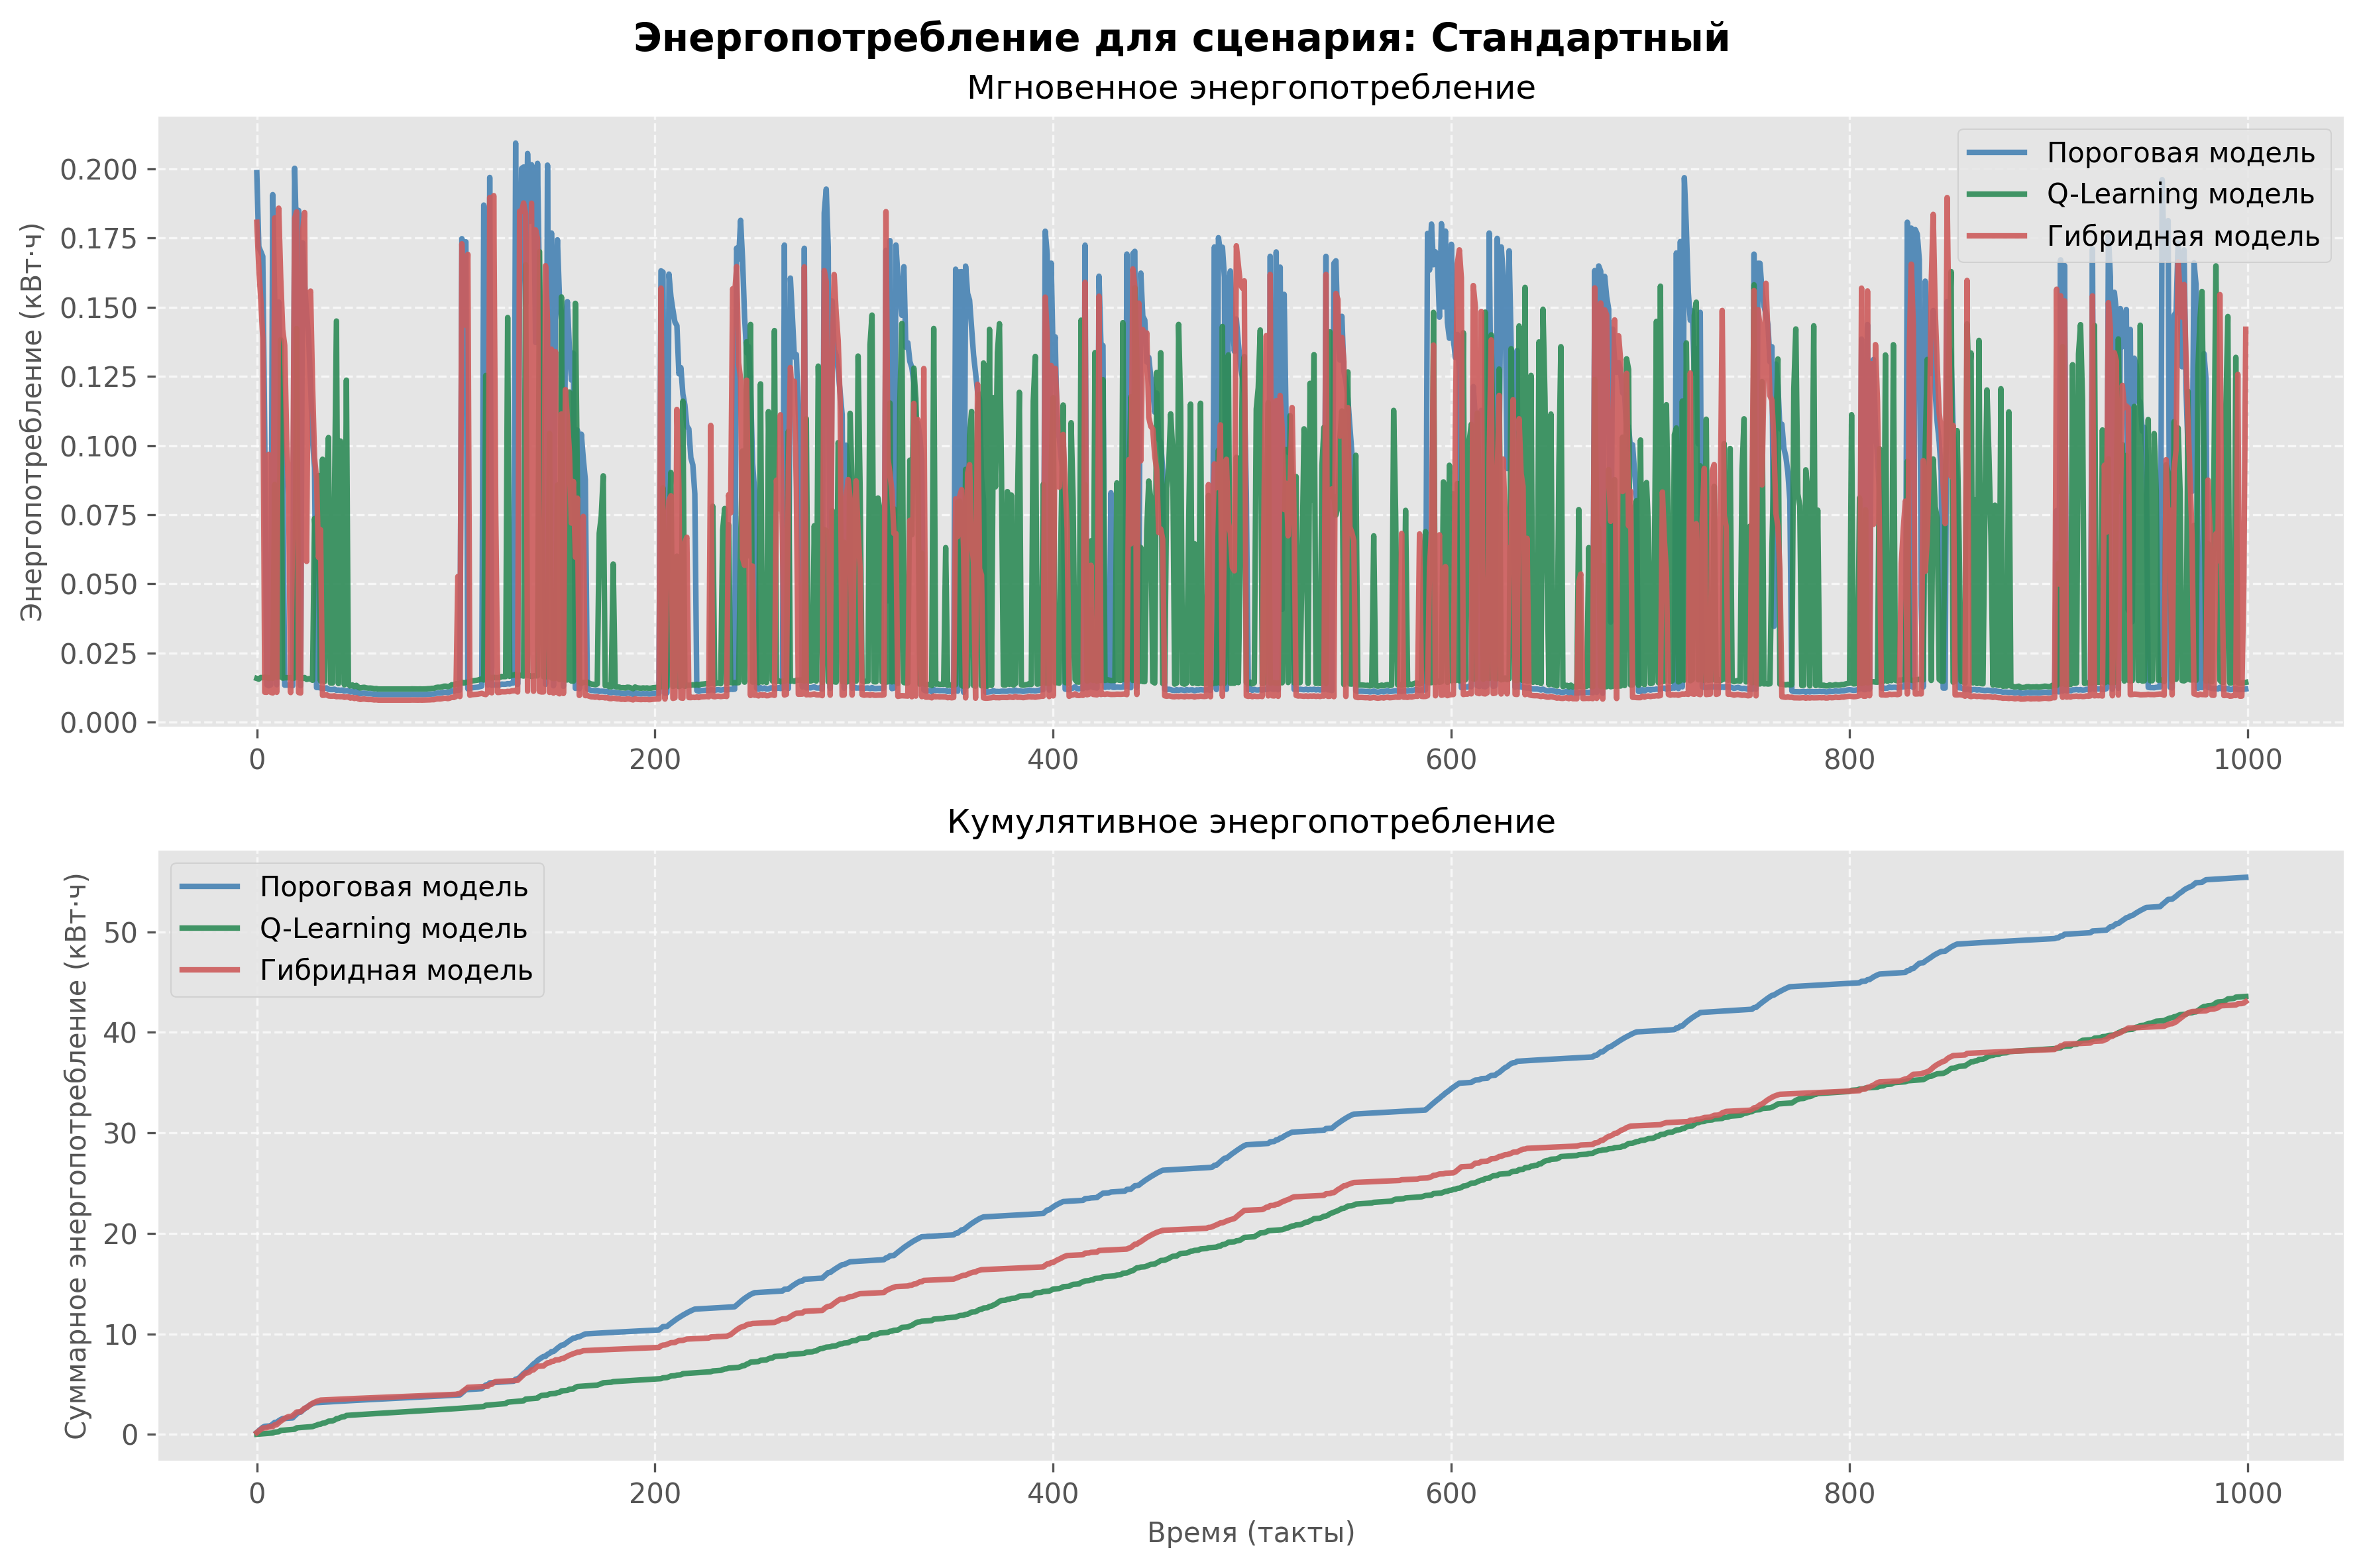 Энергопотребление для сценария: Стандартный
Мгновенное энергопотребление
Энергопотребление (кВт·ч)
0.200
0.175
0.150
0.125
0.100
0.075
0.050
0.025
0.000
Пороговая модель
Q-Learning модель
Гибридная модель
0 200 400 600 800 1000
Кумулятивное энергопотребление
Суммарное энергопотребление (кВт·ч)
50
40
30
20
10
0
Пороговая модель
Q-Learning модель
Гибридная модель
0 200 400 600 800 1000
Время (такты)